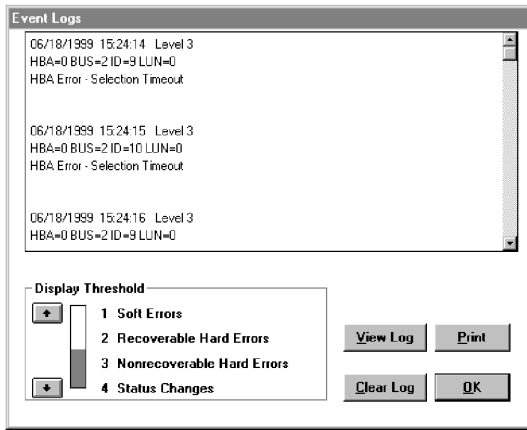 Event Logs
06/18/1999 15:24:14 Level 3
HBA=0 BUS=2 ID=9 LUN=0
HBA Error - Selection Timeout
06/18/1999 15:24:15 Level 3
HBA=0 BUS=2 ID=10 LUN=0
HBA Error - Selection Timeout
06/18/1999 15:24:16 Level 3
HBA=0 BUS=2 ID=9 LUN=0
Display Threshold
1 Soft Errors
2 Recoverable Hard Errors
3 Nonrecoverable Hard Errors
4 Status Changes
View Log
Print
Clear Log
OK